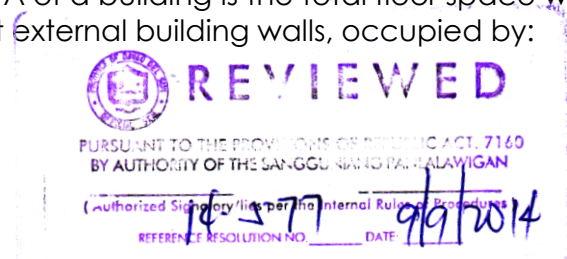 A of a building is the total floor space w
t external building walls, occupied by:
REVIEWED
PURSUANT TO THE PROVISIONS OF REPUBLIC ACT. 7160
BY AUTHORITY OF THE SANGGUNIANG PANLALAWIGAN
(Authorized Signatory lies per the Internal Rules of Procedures)
14-577 9/9/2014
REFERENCE RESOLUTION NO. DATE: